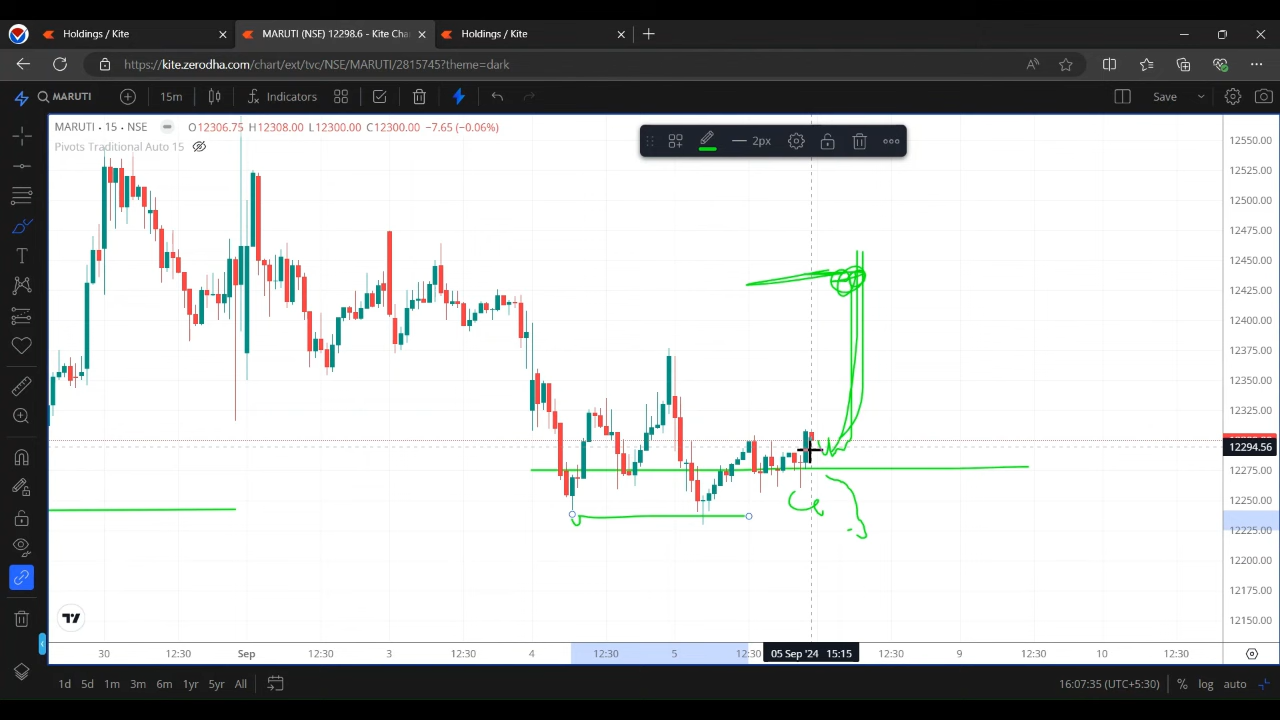 Holdings / Kite
MARUTI (NSE) 12298.6 - Kite Cha
Holdings / Kite
https://kite.zerodha.com/chart/ext/tvc/NSE/MARUTI/2815745?theme=dark
MARUTI 15m Indicators Save
MARUTI · 15 · NSE O12306.75 H12308.00 L12300.00 C12300.00 −7.65 (−0.06%)
Pivots Traditional Auto 15
2px
12550.00
12525.00
12500.00
12475.00
12450.00
12425.00
12400.00
12375.00
12350.00
12325.00
12294.56
12275.00
12250.00
12225.00
12200.00
12175.00
12150.00
30 12:30 Sep 12:30 3 12:30 4 12:30 5 12:30 05 Sep '24 15:15 12:30 9 12:30 10 12:30
1d 5d 1m 3m 6m 1yr 5yr All 16:07:35 (UTC+5:30) % log auto